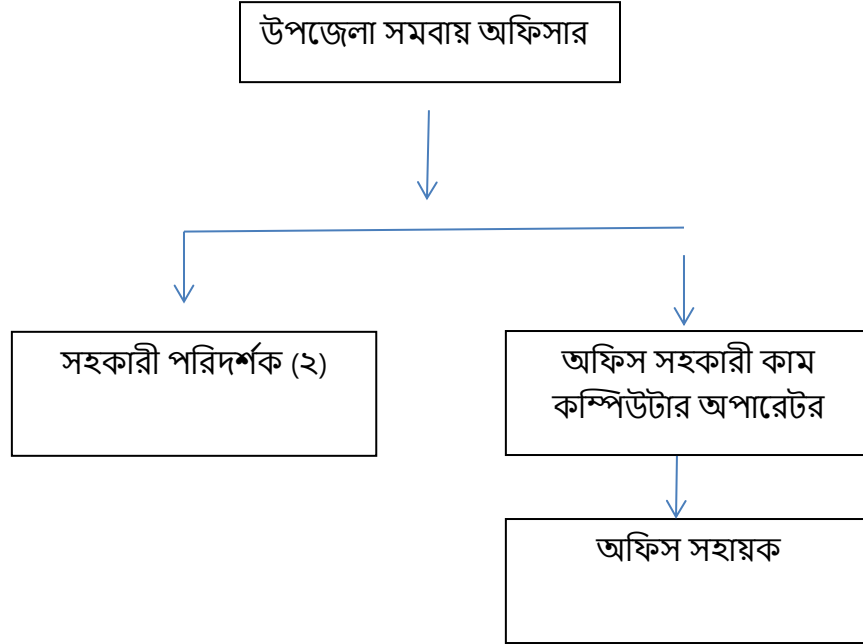 উপজেলা সমবায় অফিসার
সহকারী পরিদর্শক (২)
অফিস সহকারী কাম
কম্পিউটার অপারেটর
অফিস সহায়ক